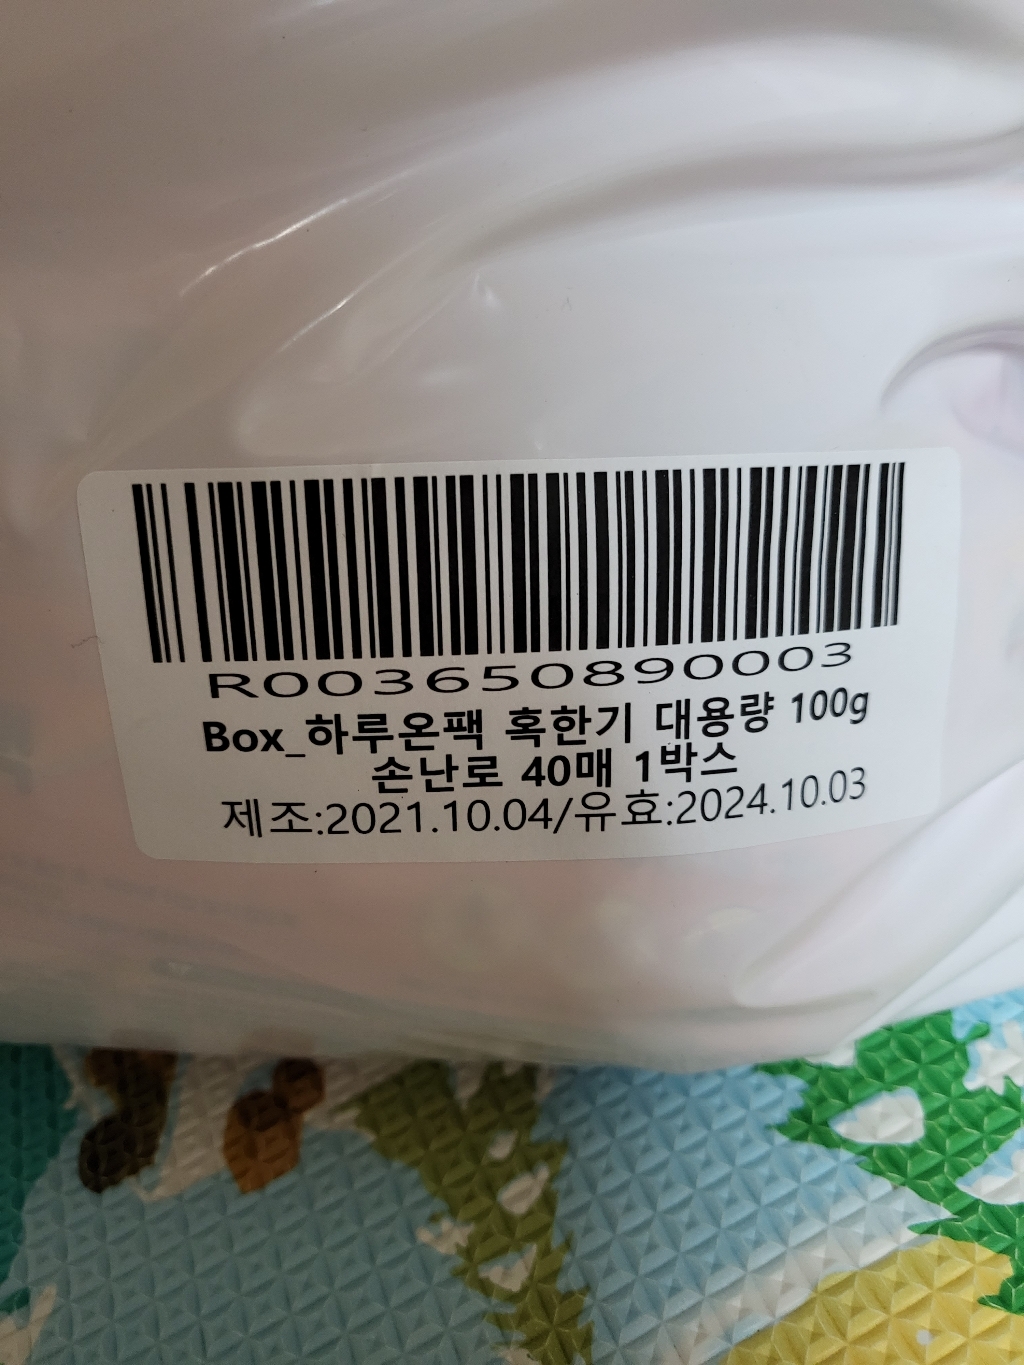 R003650890003
Box_하루온팩 혹한기 대용량 100g
손난로 40매 1박스
제조:2021.10.04/유효:2024.10.03